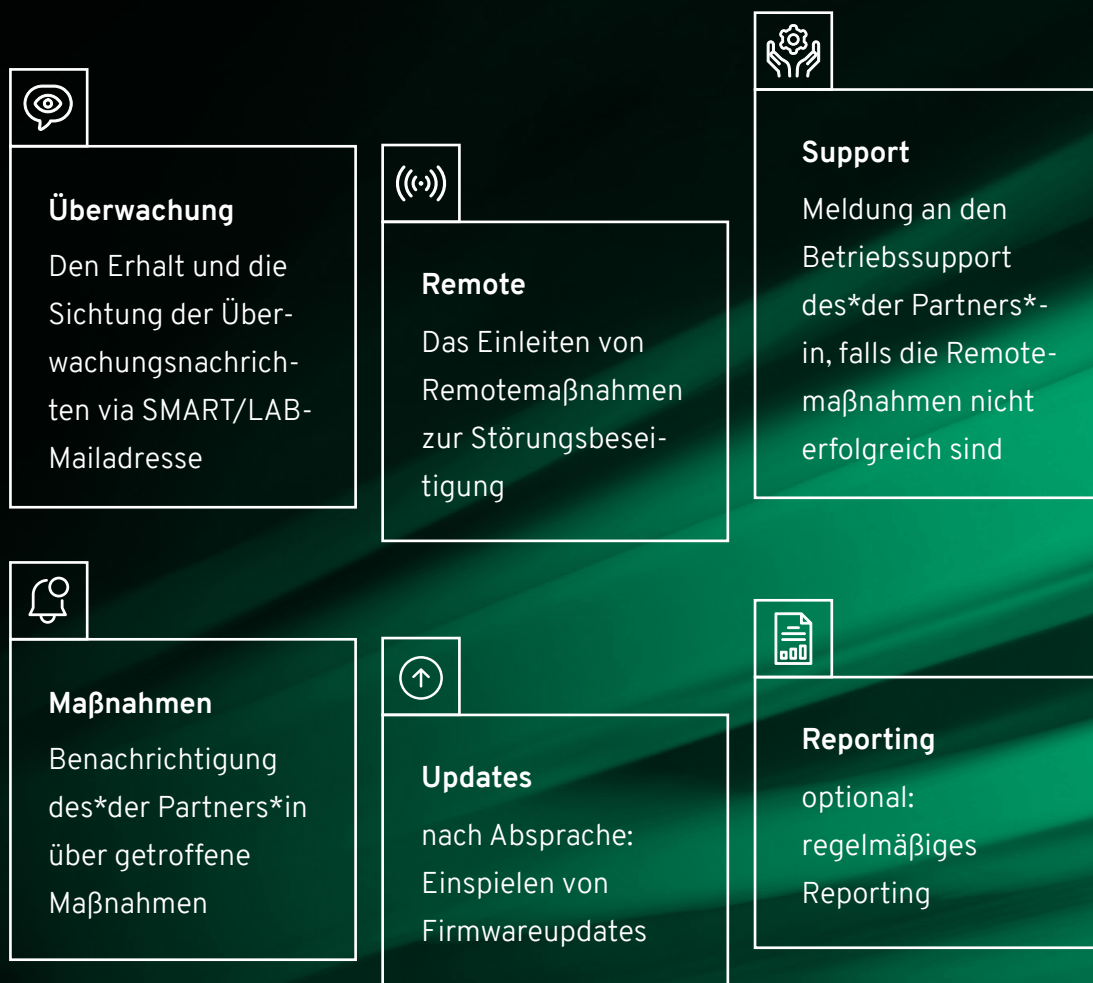 Überwachung
Den Erhalt und die
Sichtung der Über-
wachungsnachrich-
ten via SMART/LAB-
Mailadresse
Remote
Das Einleiten von
Remotemaßnahmen
zur Störungsbesei-
tigung
Support
Meldung an den
Betriebssupport
des*der Partners*-
in, falls die Remote-
maßnahmen nicht
erfolgreich sind
Maßnahmen
Benachrichtigung
des*der Partners*in
über getroffene
Maßnahmen
Updates
nach Absprache:
Einspielen von
Firmwareupdates
Reporting
optional:
regelmäßiges
Reporting